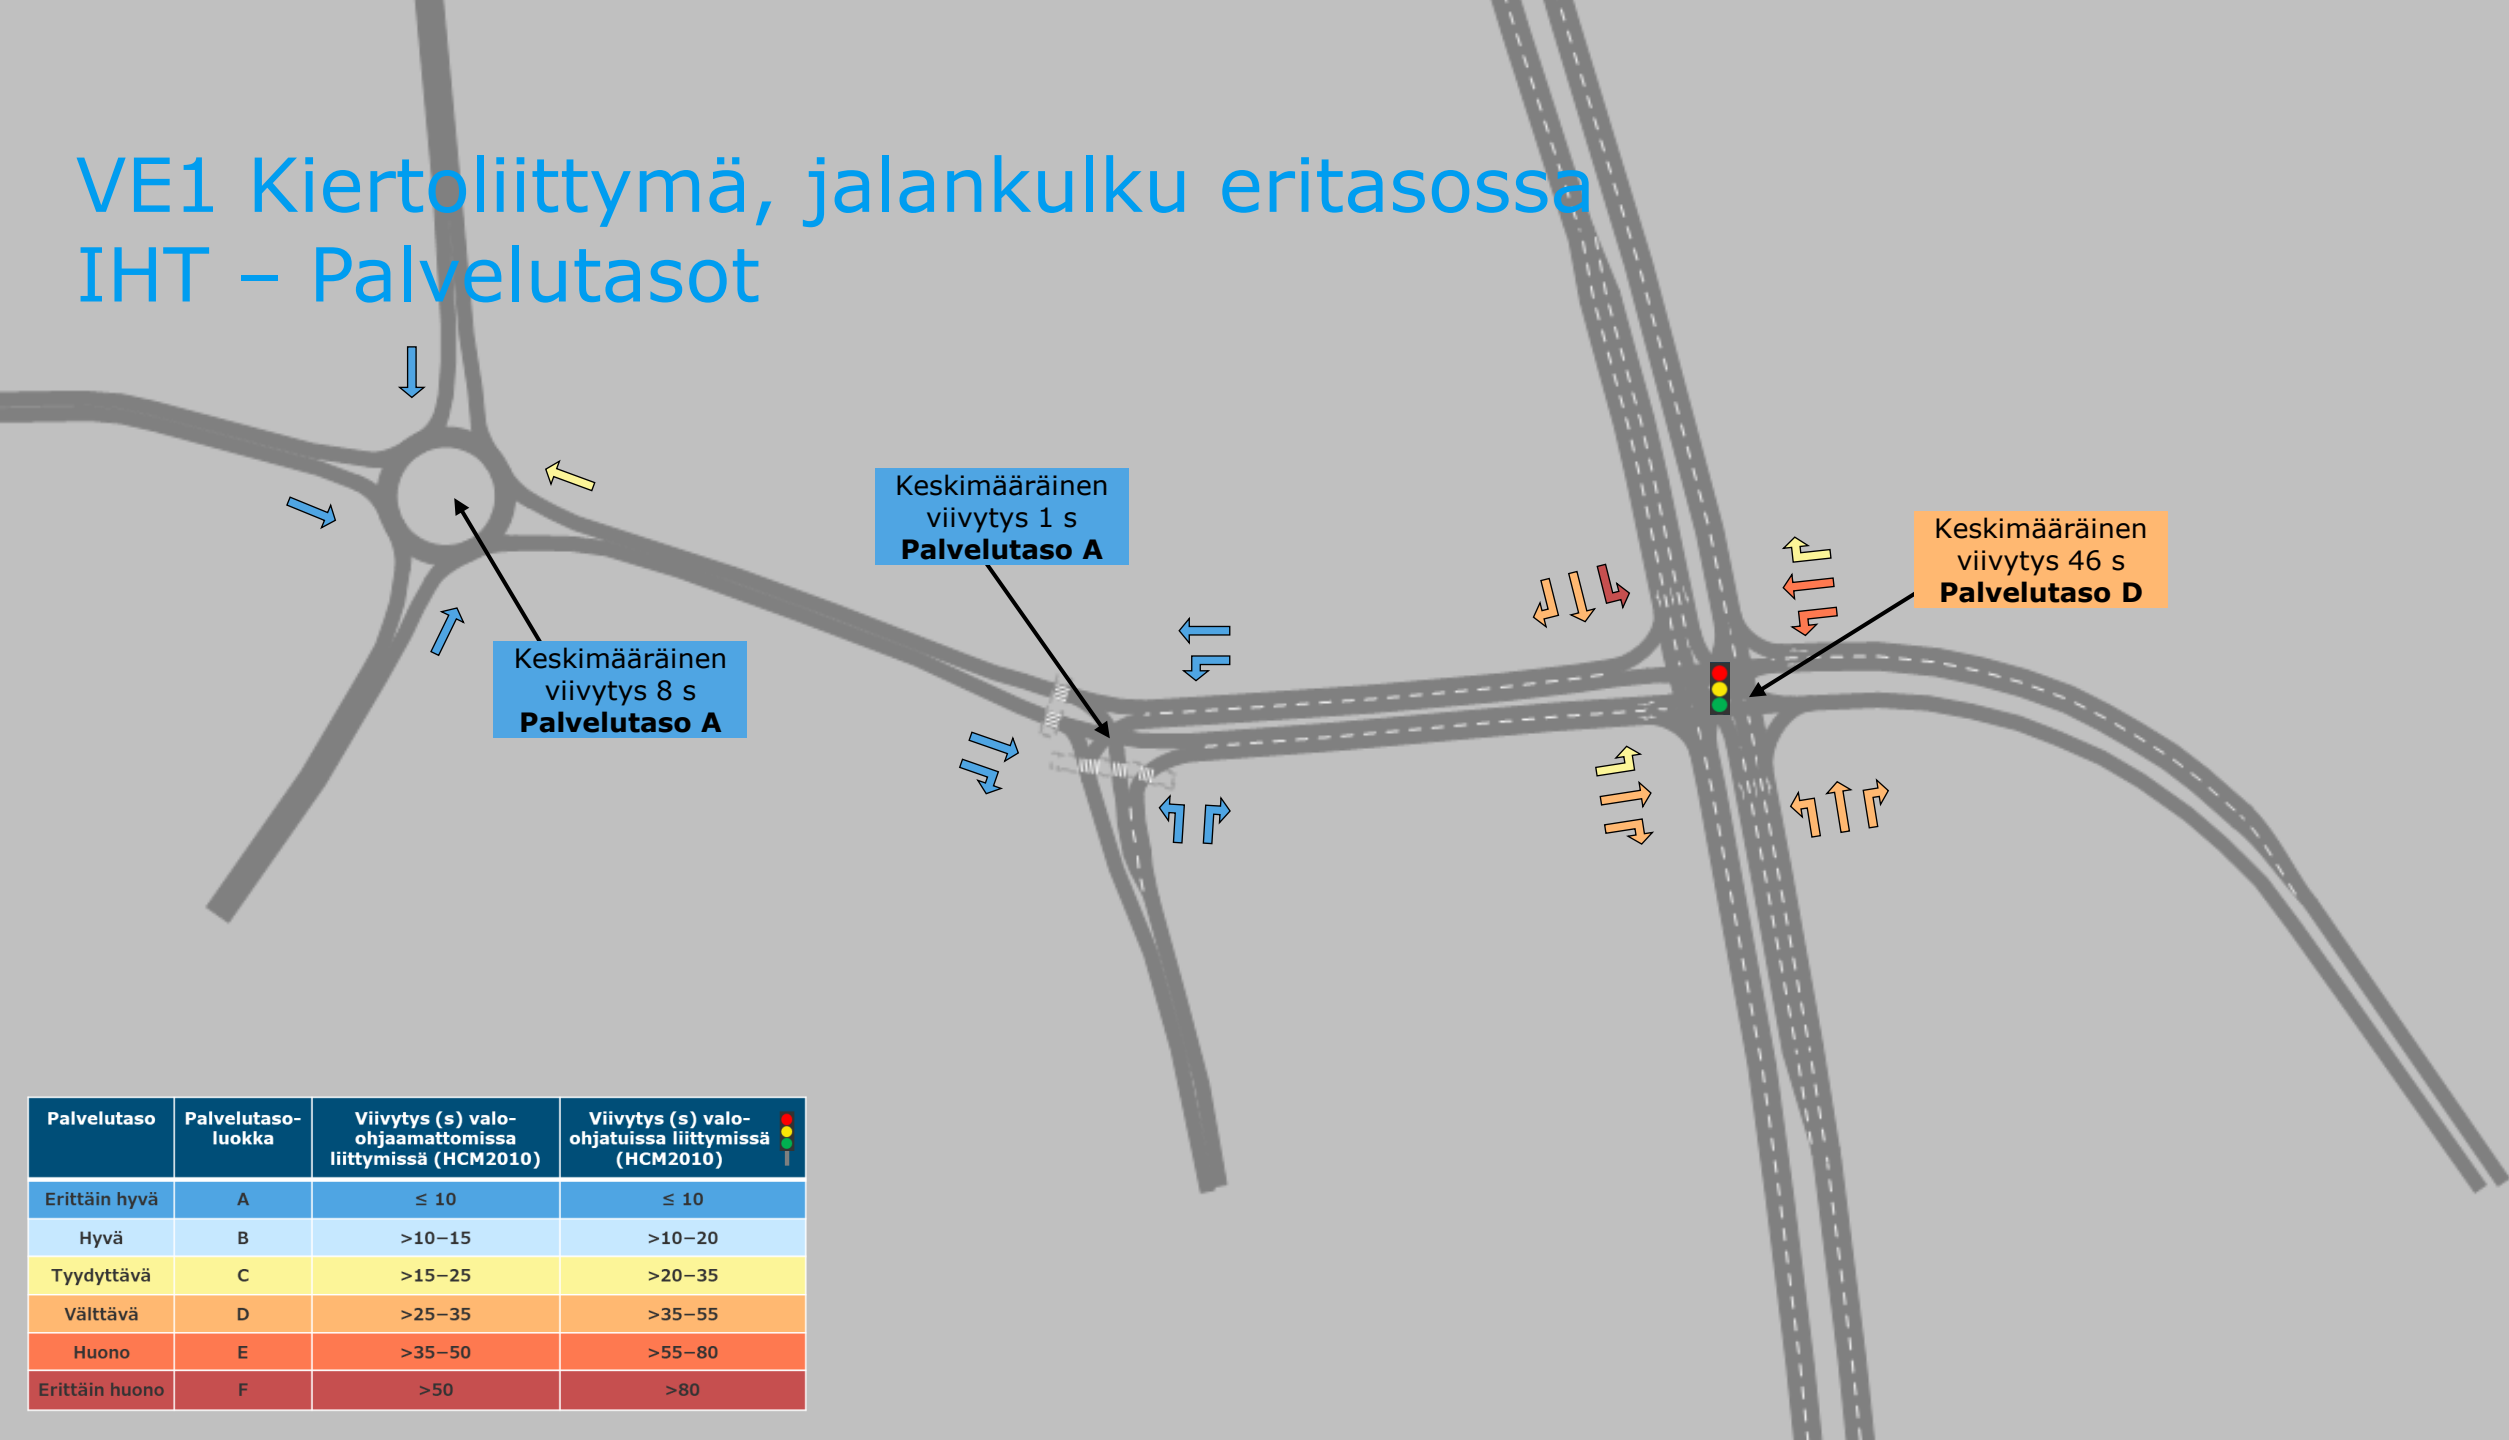 VE1 Kiertoliittymä, jalankulku eritasossa
IHT – Palvelutasot
Keskimääräinen
viivytys 1 s
Palvelutaso A
Keskimääräinen
viivytys 46 s
Palvelutaso D
Keskimääräinen
viivytys 8 s
Palvelutaso A
Palvelutaso
Palvelutaso-
luokka
Viivytys (s) valo-
ohjaamattomissa
liittymissä (HCM2010)
Viivytys (s) valo-
ohjatuissa liittymissä
(HCM2010)
Erittäin hyvä A ≤ 10 ≤ 10
Hyvä B >10−15 >10−20
Tyydyttävä C >15−25 >20−35
Välttävä D >25−35 >35−55
Huono E >35−50 >55−80
Erittäin huono F >50 >80